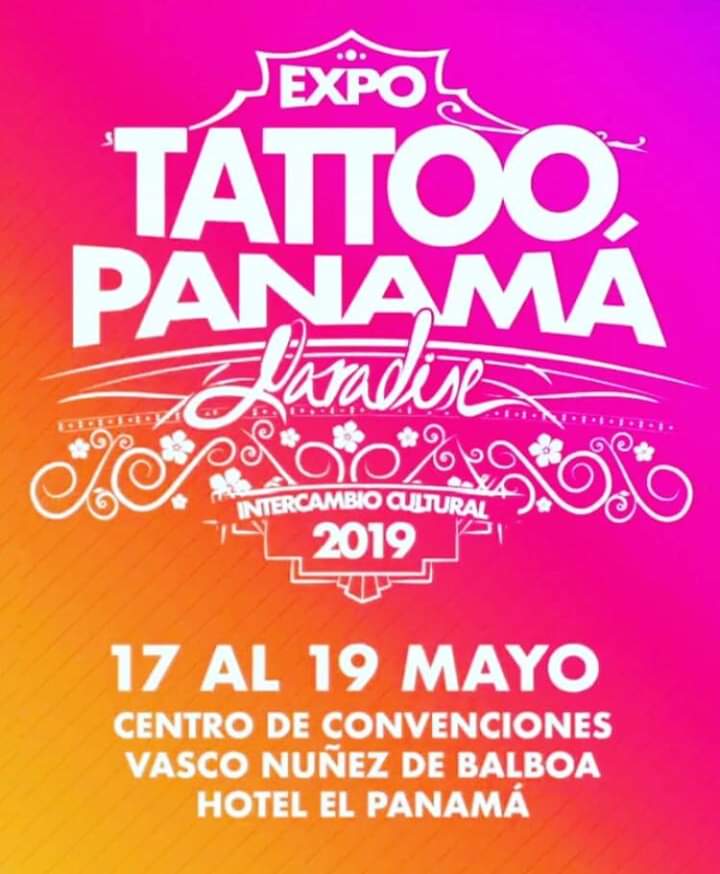 EXPO
TATTOO
PANAMÁ
Paradise
INTERCAMBIO CULTURAL
2019
17 AL 19 MAYO
CENTRO DE CONVENCIONES
VASCO NUÑEZ DE BALBOA
HOTEL EL PANAMÁ